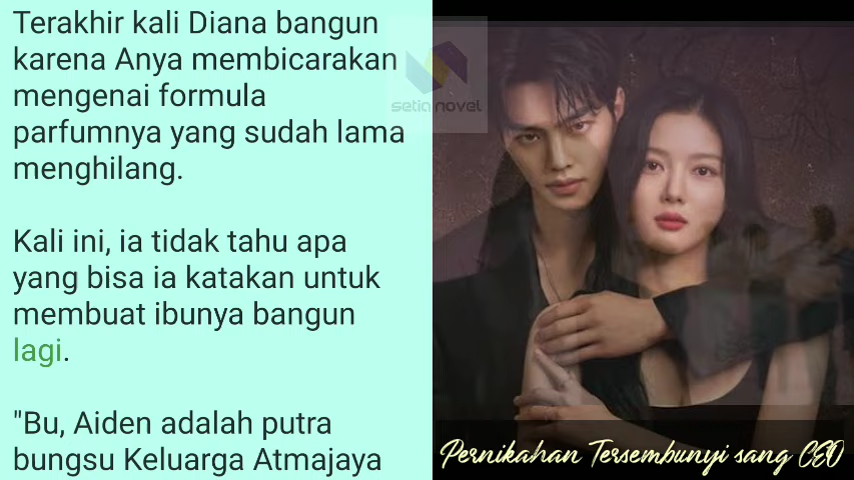 Terakhir kali Diana bangun
karena Anya membicarakan
mengenai formula
parfumnya yang sudah lama
menghilang.
Kali ini, ia tidak tahu apa
yang bisa ia katakan untuk
membuat ibunya bangun
lagi.
"Bu, Aiden adalah putra
bungsu Keluarga Atmajaya
setia novel
Pernikahan Tersembunyi sang CEO